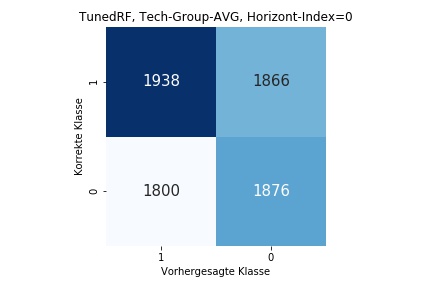 TunedRF, Tech-Group-AVG, Horizont-Index=0
Korrekte Klasse
1
1938
1866
0
1800
1876
1
0
Vorhergesagte Klasse